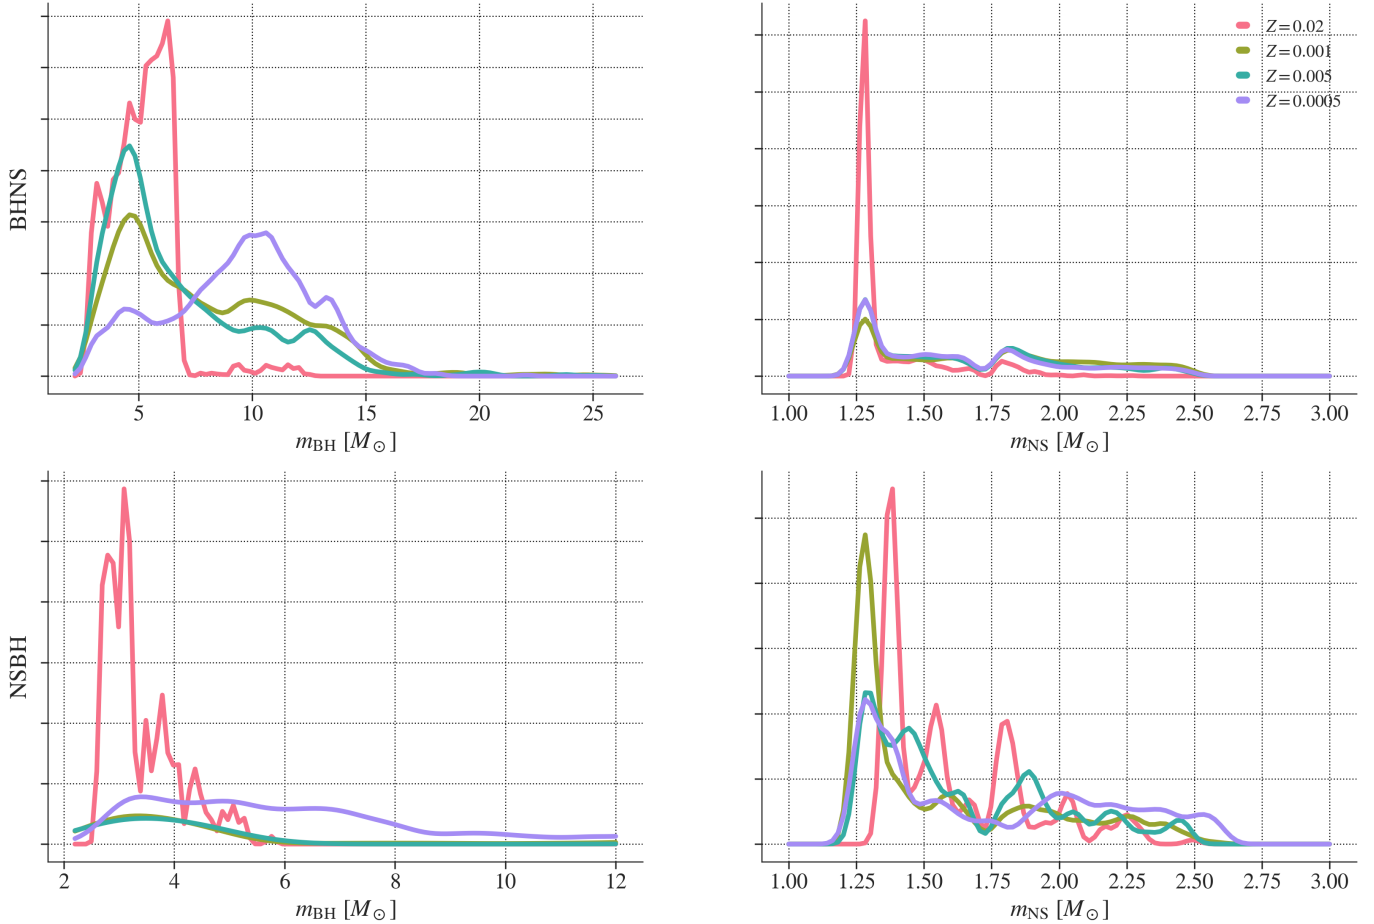 BHNS
5 10 15 20 25
m_BH [M_⊙]
1.00 1.25 1.50 1.75 2.00 2.25 2.50 2.75 3.00
m_NS [M_⊙]
Z=0.02
Z=0.001
Z=0.005
Z=0.0005
NSBH
2 4 6 8 10 12
m_BH [M_⊙]
1.00 1.25 1.50 1.75 2.00 2.25 2.50 2.75 3.00
m_NS [M_⊙]